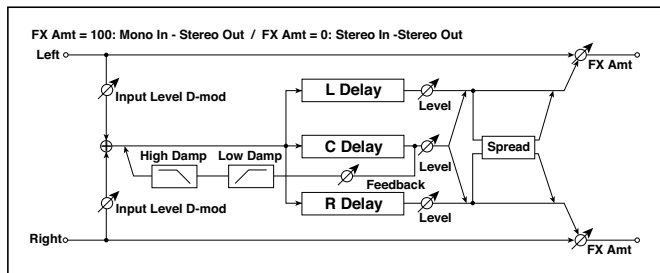 FX Amt = 100: Mono In - Stereo Out / FX Amt = 0: Stereo In -Stereo Out
Left
FX Amt
Input Level D-mod
L Delay
Level
High Damp
Low Damp
C Delay
Level
Spread
Feedback
Input Level D-mod
R Delay
Level
Right
FX Amt